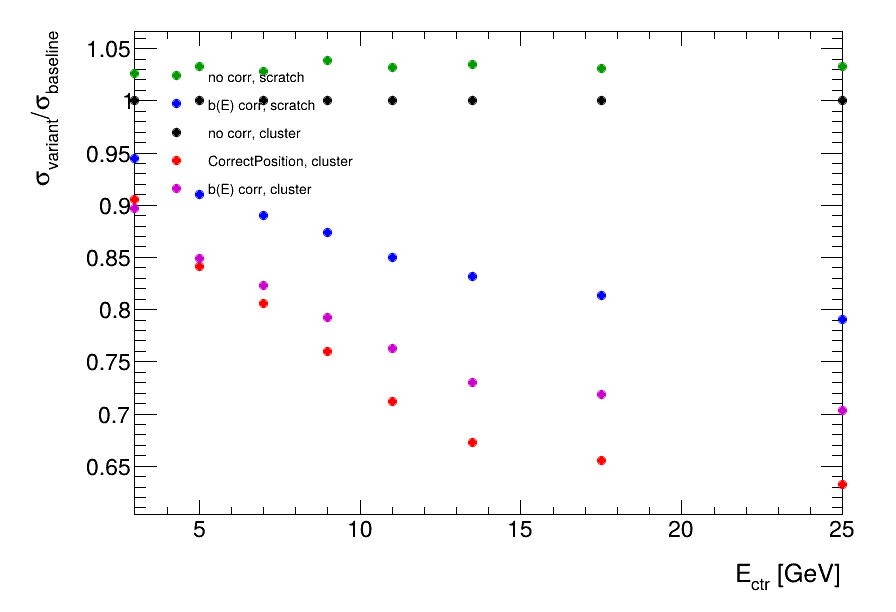 σvariant/σbaseline
1.05
1
0.95
0.9
0.85
0.8
0.75
0.7
0.65
no corr, scratch
b(E) corr, scratch
no corr, cluster
CorrectPosition, cluster
b(E) corr, cluster
5
10
15
20
25
Ectr [GeV]